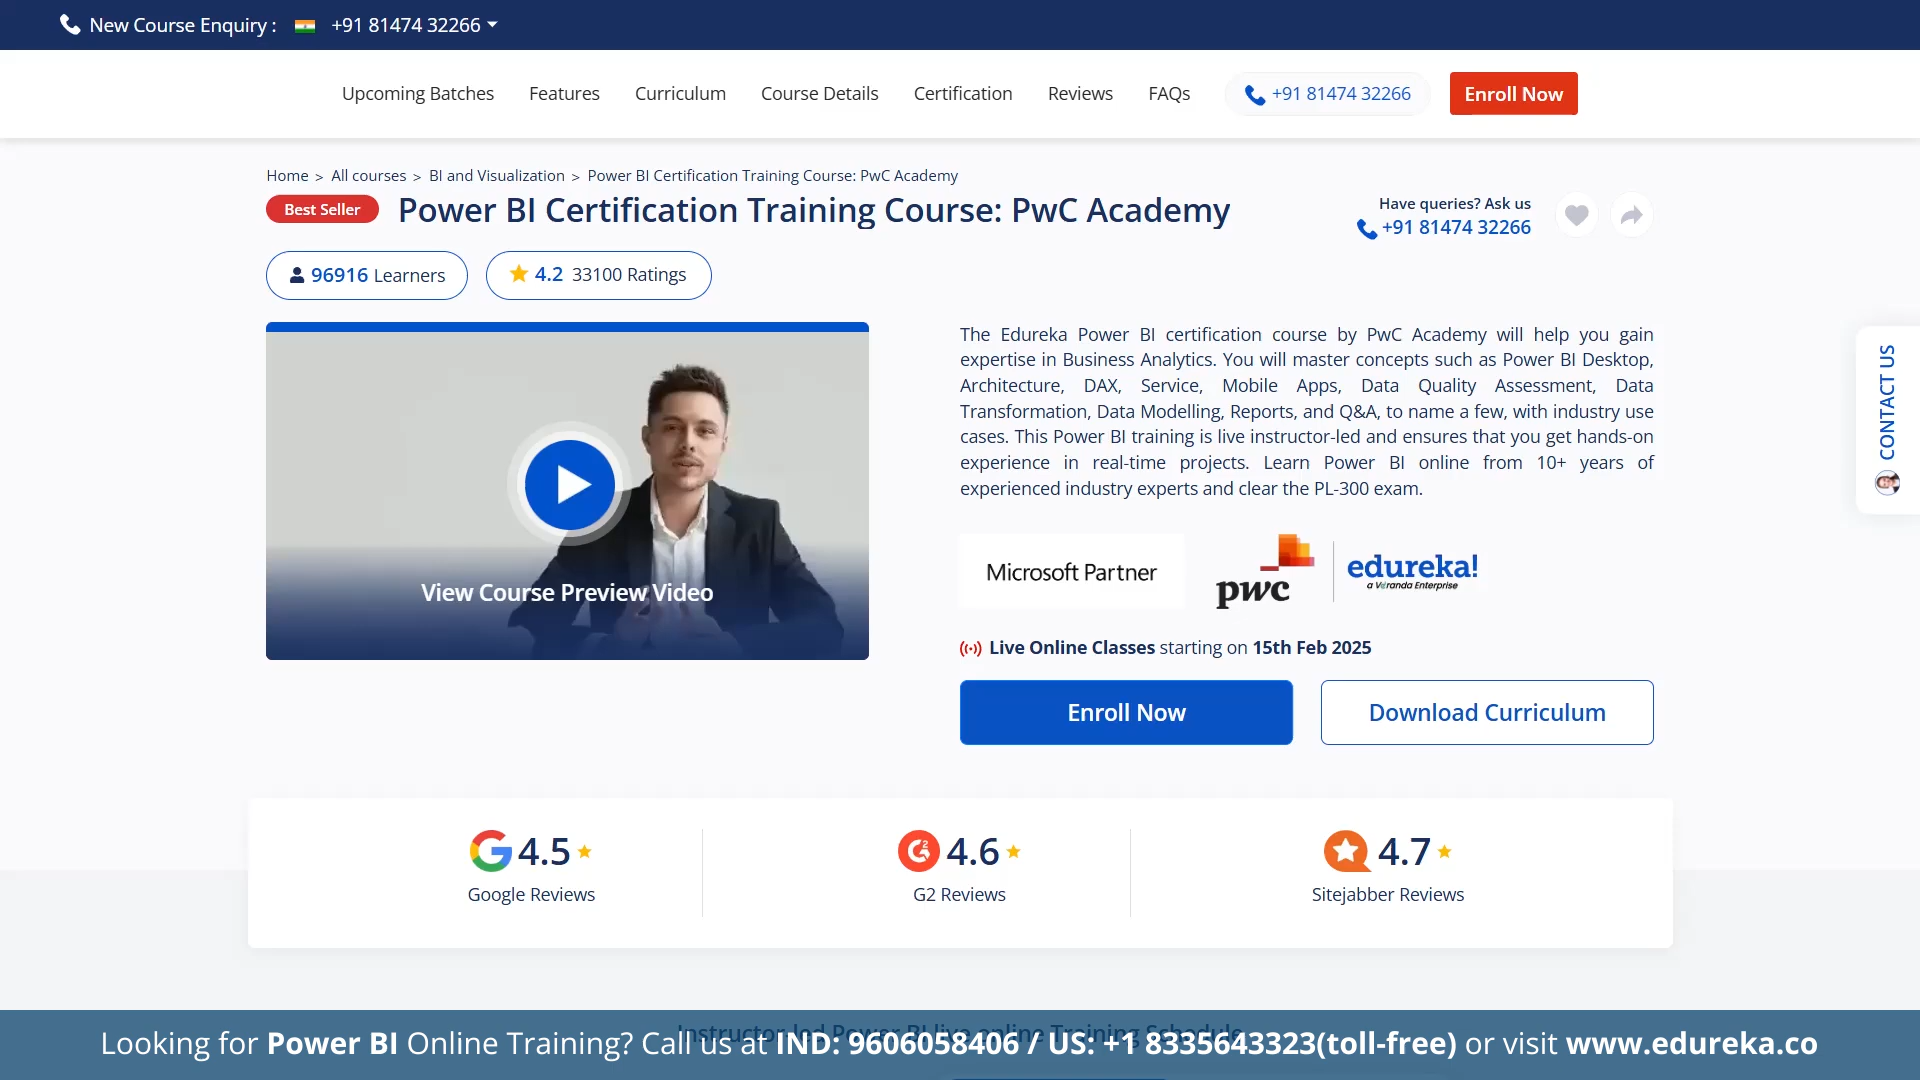 New Course Enquiry : +91 81474 32266
Upcoming Batches Features Curriculum Course Details Certification Reviews FAQs +91 81474 32266 Enroll Now
Home > All courses > BI and Visualization > Power BI Certification Training Course: PwC Academy
Best Seller Power BI Certification Training Course: PwC Academy
Have queries? Ask us
+91 81474 32266
96916 Learners 4.2 33100 Ratings
View Course Preview Video
The Edureka Power BI certification course by PwC Academy will help you gain
expertise in Business Analytics. You will master concepts such as Power BI Desktop,
Architecture, DAX, Service, Mobile Apps, Data Quality Assessment, Data
Transformation, Data Modelling, Reports, and Q&A, to name a few, with industry use
cases. This Power BI training is live instructor-led and ensures that you get hands-on
experience in real-time projects. Learn Power BI online from 10+ years of
experienced industry experts and clear the PL-300 exam.
Microsoft Partner
pwc
edureka!
a Veranda Enterprise
Live Online Classes starting on 15th Feb 2025
Enroll Now Download Curriculum
CONTACT US
4.5 4.6 4.7
Google Reviews G2 Reviews Sitejabber Reviews
Instructor-led Power BI live online Training Schedule
Looking for Power BI Online Training? Call us at IND: 9606058406 / US: +1 8335643323(toll-free) or visit www.edureka.co